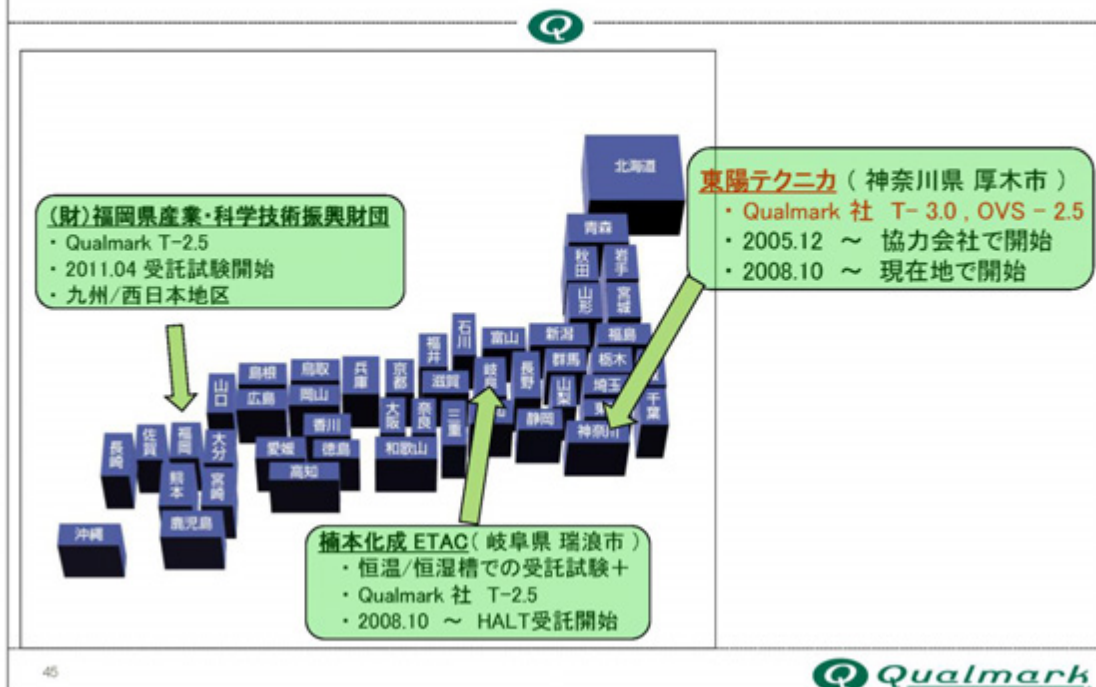 Q
北海道
東陽テクニカ ( 神奈川県 厚木市 )
・ Qualmark 社 T- 3.0 , OVS - 2.5
・ 2005.12 ～ 協力会社で開始
・ 2008.10 ～ 現在地で開始
(財)福岡県産業・科学技術振興財団
・ Qualmark T-2.5
・ 2011.04 受託試験開始
・ 九州/西日本地区
青森
秋田
岩手
山形
宮城
石川
福井
富山
新潟
福島
群馬
栃木
島根
鳥取
兵庫
京都
滋賀
岐阜
長野
山梨
埼玉
千葉
山口
広島
岡山
大阪
奈良
三重
静岡
神奈川
香川
長崎
佐賀
福岡
大分
愛媛
徳島
和歌山
高知
熊本
宮崎
沖縄
鹿児島
楠本化成 ETAC( 岐阜県 瑞浪市 )
・ 恒温/恒湿槽での受託試験＋
・ Qualmark 社 T-2.5
・ 2008.10 ～ HALT受託開始
45
Q Qualmark